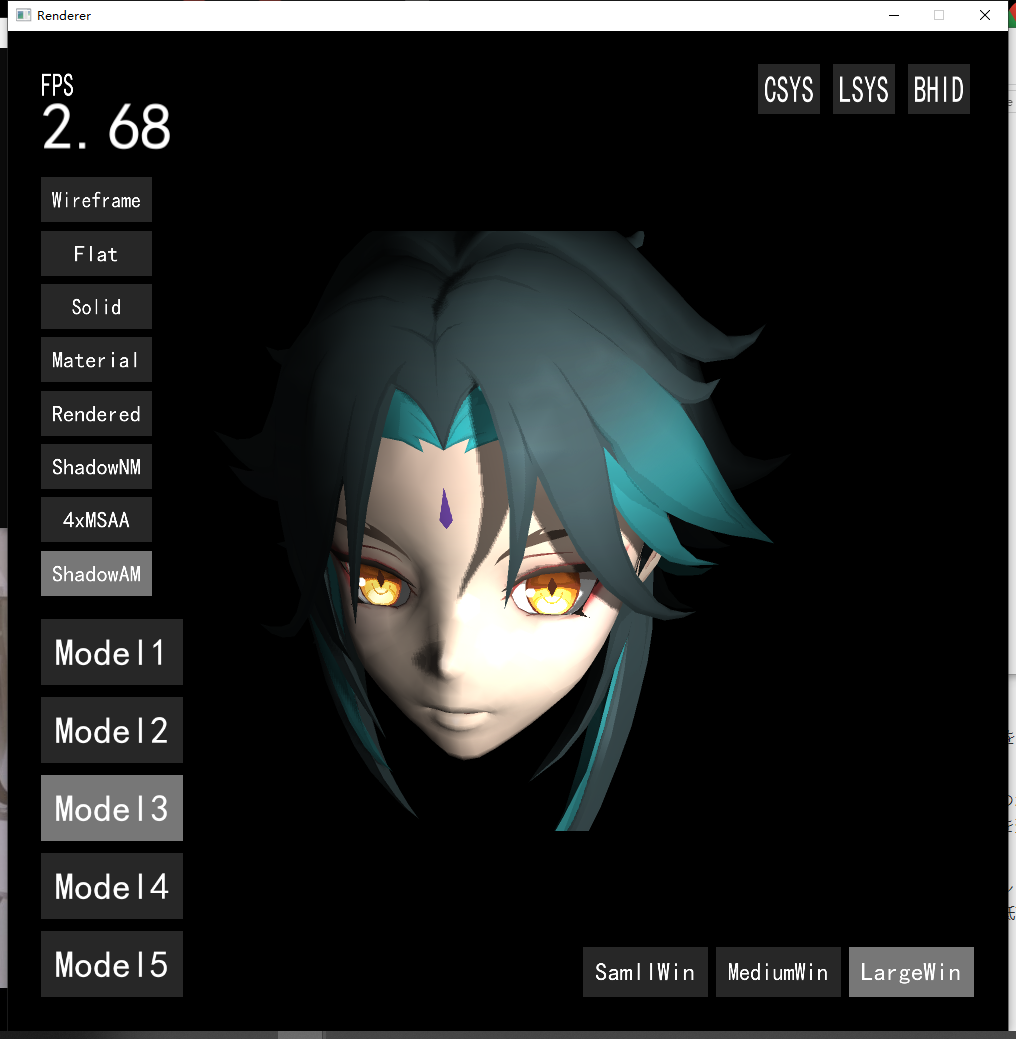 Renderer
FPS
2.68
CSYS LSYS BHID
Wireframe
Flat
Solid
Material
Rendered
ShadowNM
4xMSAA
ShadowAM
Model1
Model2
Model3
Model4
Model5
SamllWin MediumWin LargeWin